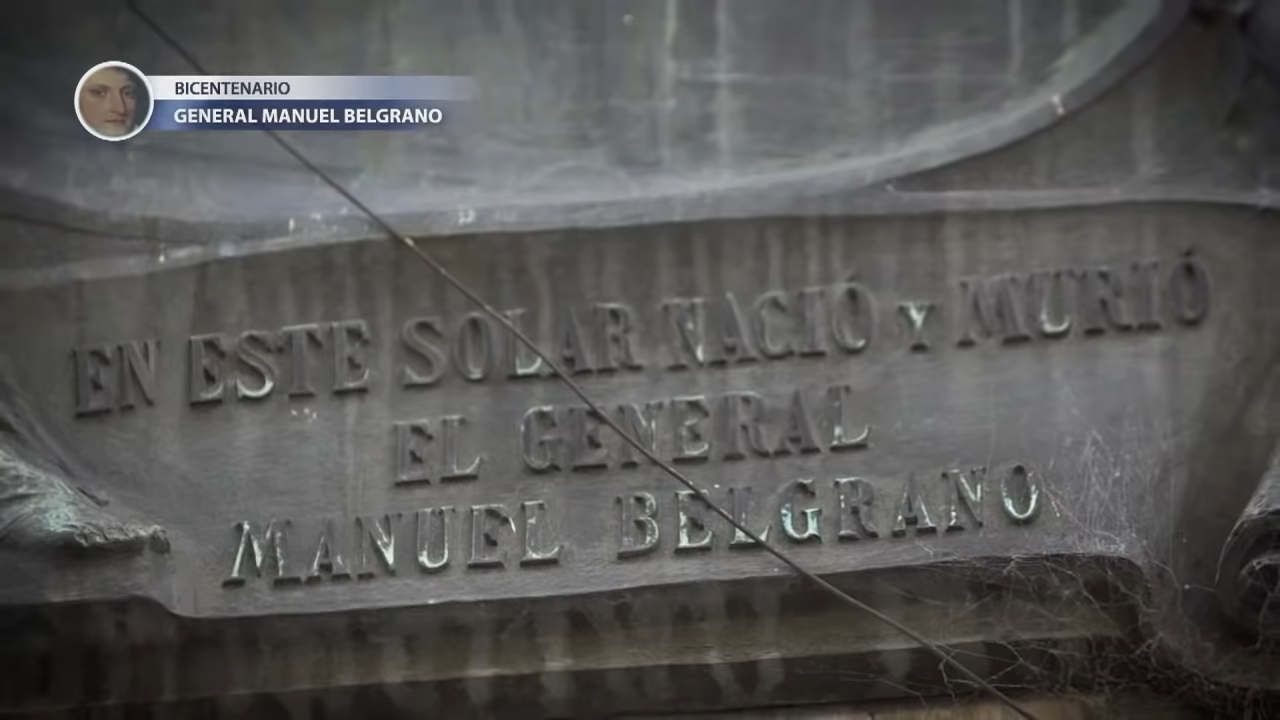 BICENTENARIO
GENERAL MANUEL BELGRANO
EN ESTE SOLAR NACIÓ Y MURIÓ
EL GENERAL
MANUEL BELGRANO